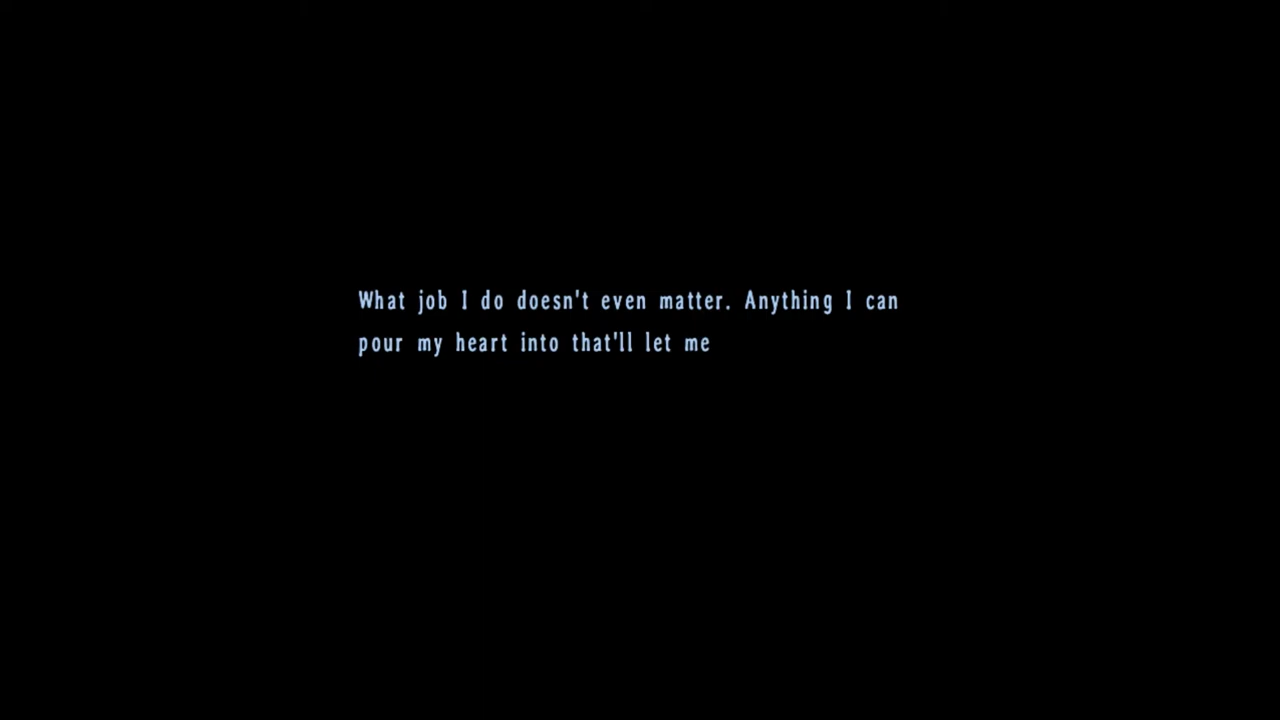 What job I do doesn't even matter. Anything I can
pour my heart into that'll let me